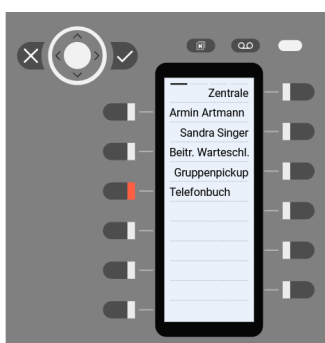 Zentrale
Armin Artmann
Sandra Singer
Beitr. Warteschl.
Gruppenpickup
Telefonbuch